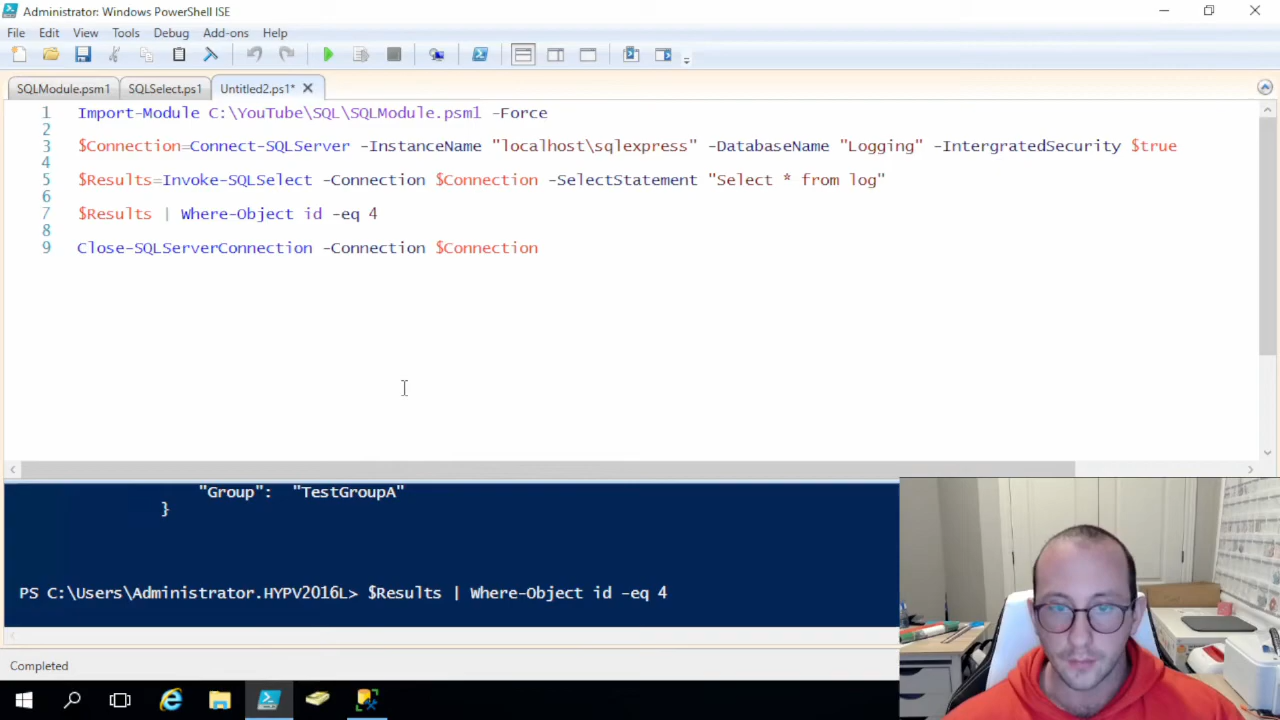 Administrator: Windows PowerShell ISE
File Edit View Tools Debug Add-ons Help
SQLModule.psm1 SQLSelect.ps1 Untitled2.ps1*
1 Import-Module C:\YouTube\SQL\SQLModule.psm1 -Force
2
3 $Connection=Connect-SQLServer -InstanceName "localhost\sqlexpress" -DatabaseName "Logging" -IntergratedSecurity $true
4
5 $Results=Invoke-SQLSelect -Connection $Connection -SelectStatement "Select * from log"
6
7 $Results | Where-Object id -eq 4
8
9 Close-SQLServerConnection -Connection $Connection
"Group": "TestGroupA"
}
PS C:\Users\Administrator.HYPV2016L> $Results | Where-Object id -eq 4
Completed